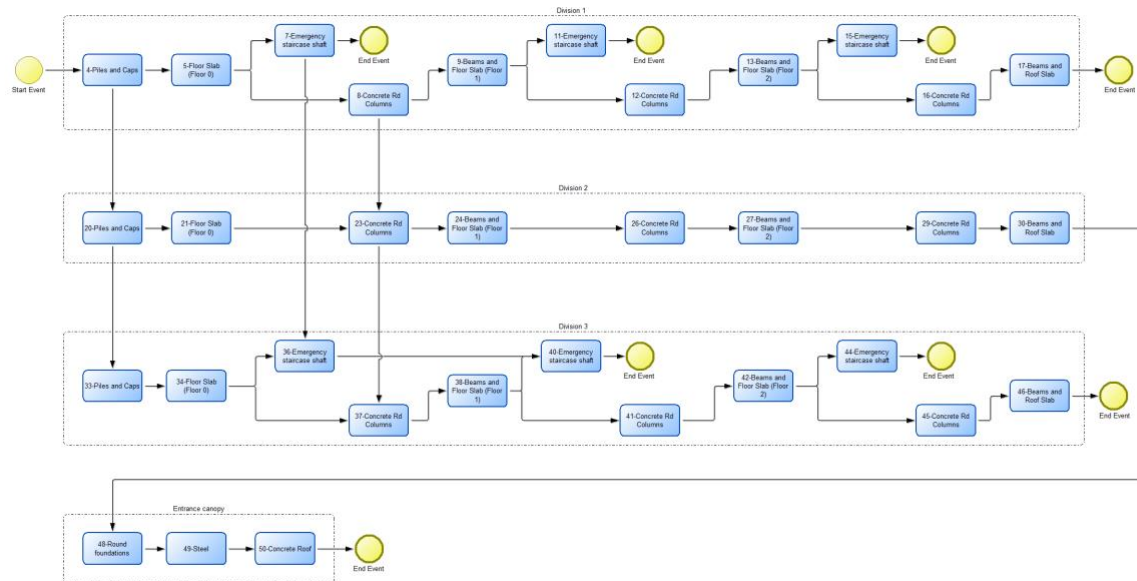 Division 1
7-Emergency
staircase shaft
End Event
11-Emergency
staircase shaft
End Event
15-Emergency
staircase shaft
End Event
Start Event
4-Piles and Caps
5-Floor Slab
(Floor 0)
9-Beams and
Floor Slab (Floor
1)
13-Beams and
Floor Slab (Floor
2)
17-Beams and
Roof Slab
End Event
8-Concrete Rd
Columns
12-Concrete Rd
Columns
16-Concrete Rd
Columns
Division 2
20-Piles and Caps
21-Floor Slab
(Floor 0)
23-Concrete Rd
Columns
24-Beams and
Floor Slab (Floor
1)
26-Concrete Rd
Columns
27-Beams and
Floor Slab (Floor
2)
29-Concrete Rd
Columns
30-Beams and
Roof Slab
Division 3
36-Emergency
staircase shaft
40-Emergency
staircase shaft
End Event
44-Emergency
staircase shaft
End Event
33-Piles and Caps
34-Floor Slab
(Floor 0)
38-Beams and
Floor Slab (Floor
1)
42-Beams and
Floor Slab (Floor
2)
46-Beams and
Roof Slab
End Event
37-Concrete Rd
Columns
41-Concrete Rd
Columns
45-Concrete Rd
Columns
Entrance canopy
48-Round
foundations
49-Steel
50-Concrete Roof
End Event